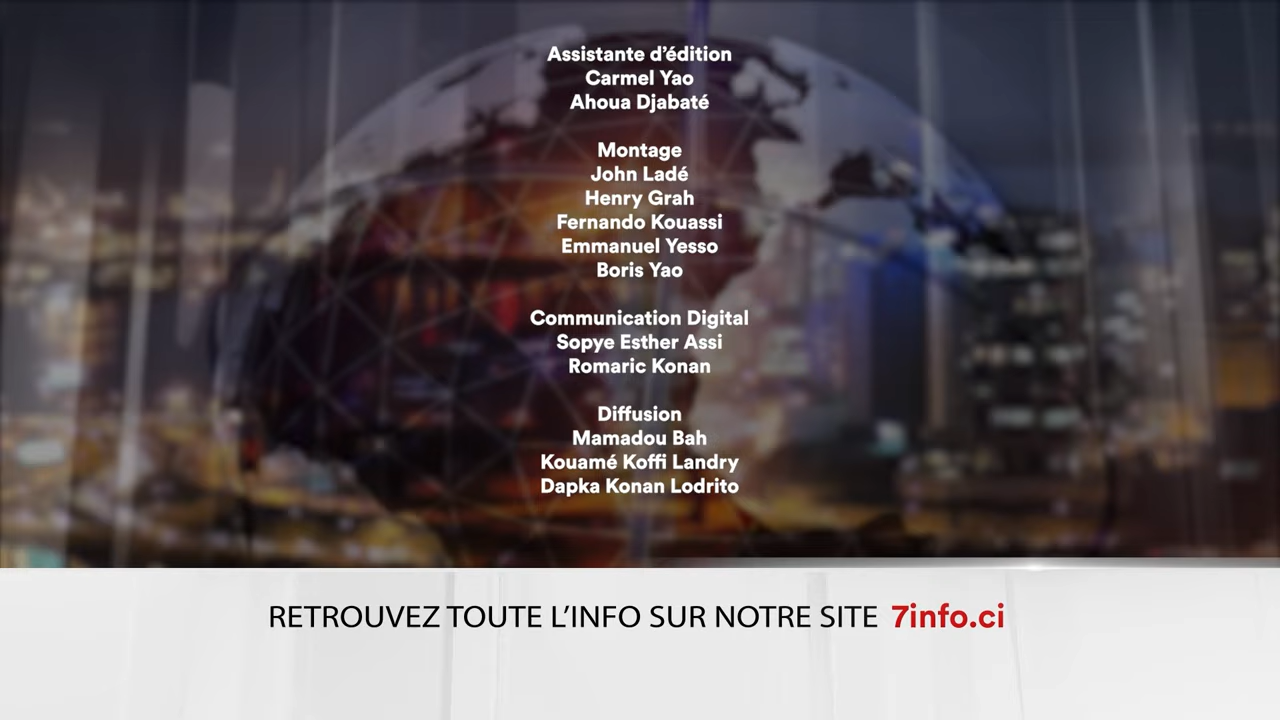 Assistante d’édition
Carmel Yao
Ahoua Djabaté
Montage
John Ladé
Henry Grah
Fernando Kouassi
Emmanuel Yesso
Boris Yao
Communication Digital
Sopye Esther Assi
Romaric Konan
Diffusion
Mamadou Bah
Kouamé Koffi Landry
Dapka Konan Lodrito
RETROUVEZ TOUTE L’INFO SUR NOTRE SITE 7info.ci